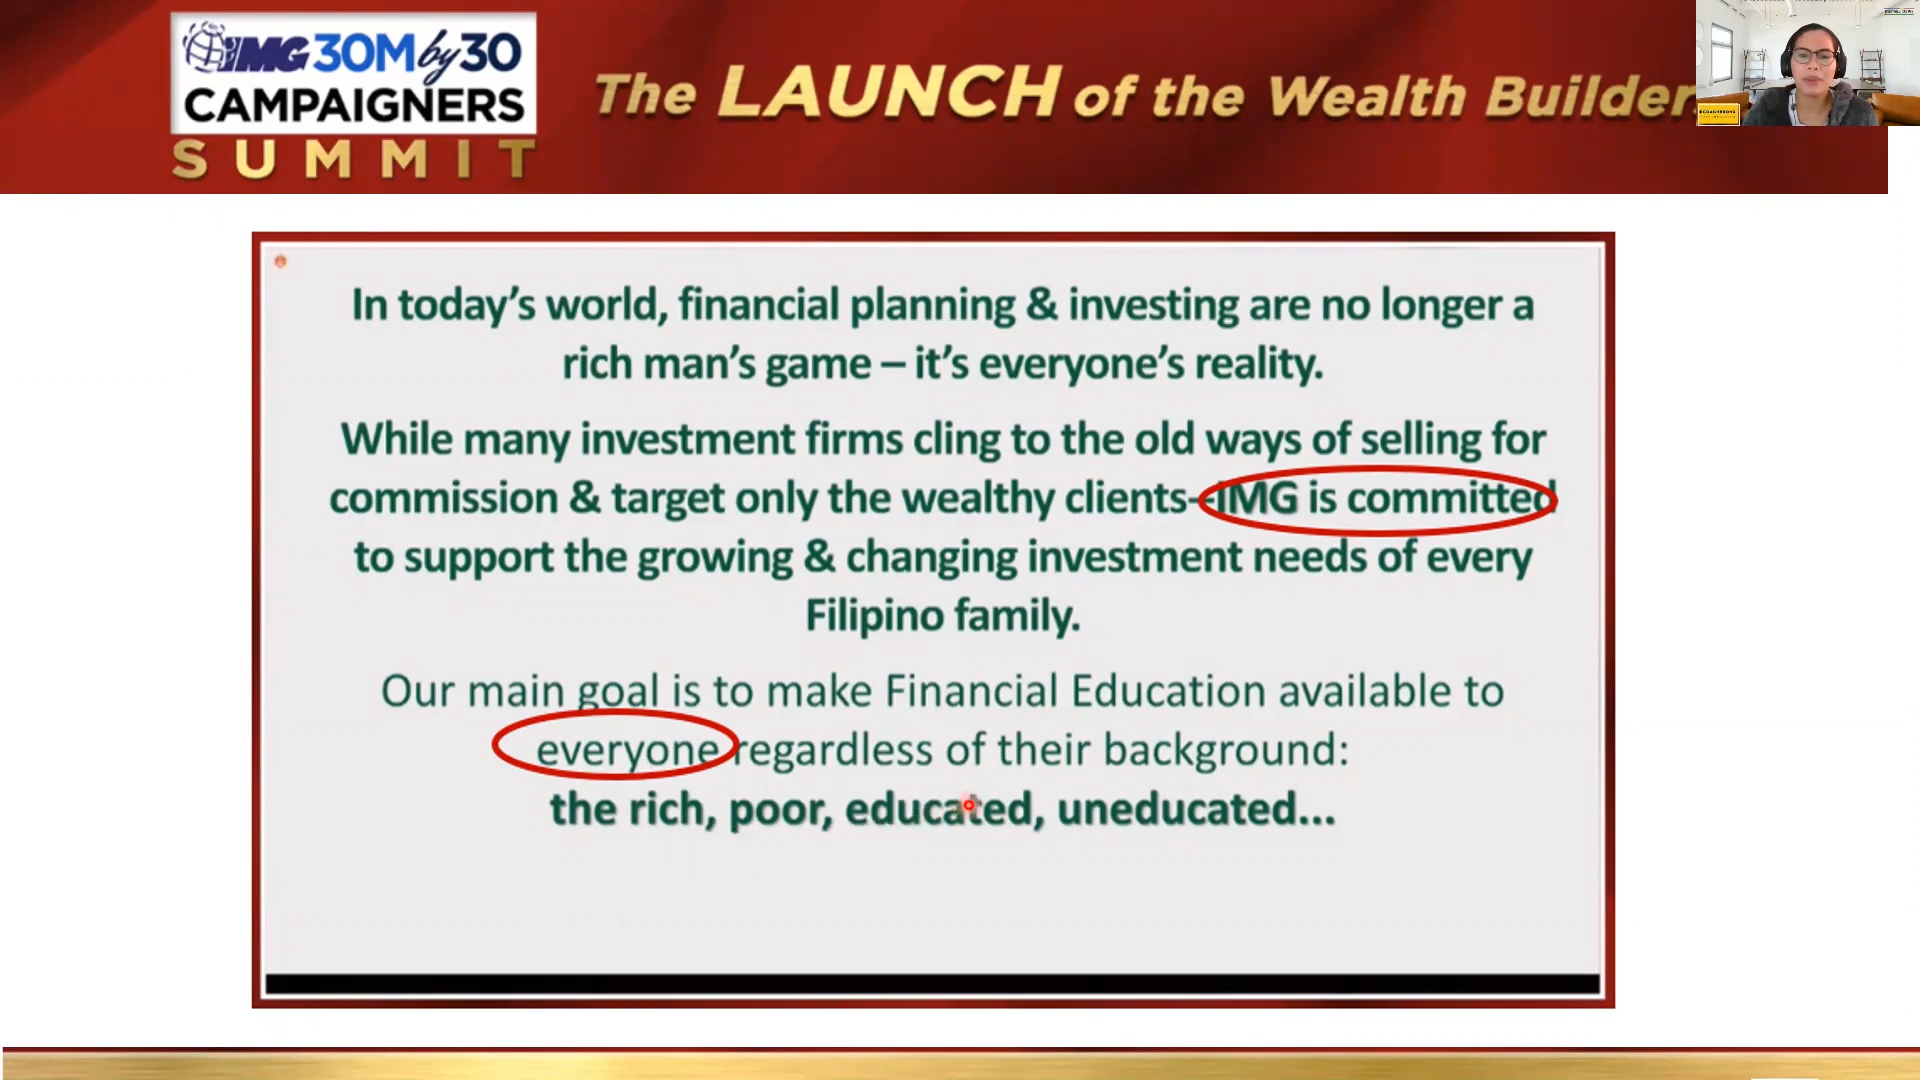 IMG 30M by 30
CAMPAIGNERS
SUMMIT
The LAUNCH of the Wealth Builder
In today's world, financial planning & investing are no longer a
rich man's game – it's everyone's reality.
While many investment firms cling to the old ways of selling for
commission & target only the wealthy clients–IMG is committed
to support the growing & changing investment needs of every
Filipino family.
Our main goal is to make Financial Education available to
everyone regardless of their background:
the rich, poor, educated, uneducated...